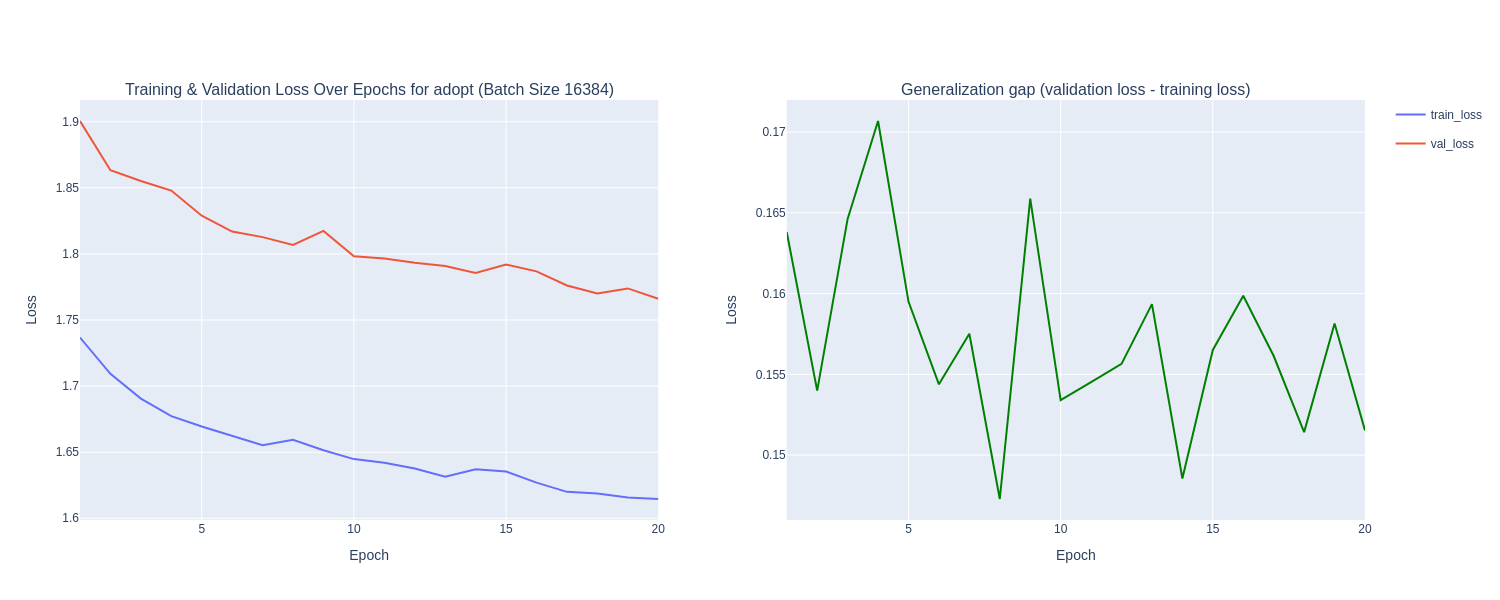 Training & Validation Loss Over Epochs for adopt (Batch Size 16384)
1.9
1.85
1.8
1.75
1.7
1.65
1.6
Loss
5 10 15 20
Epoch
Generalization gap (validation loss - training loss)
0.17
0.165
0.16
0.155
0.15
Loss
5 10 15 20
Epoch
train_loss
val_loss